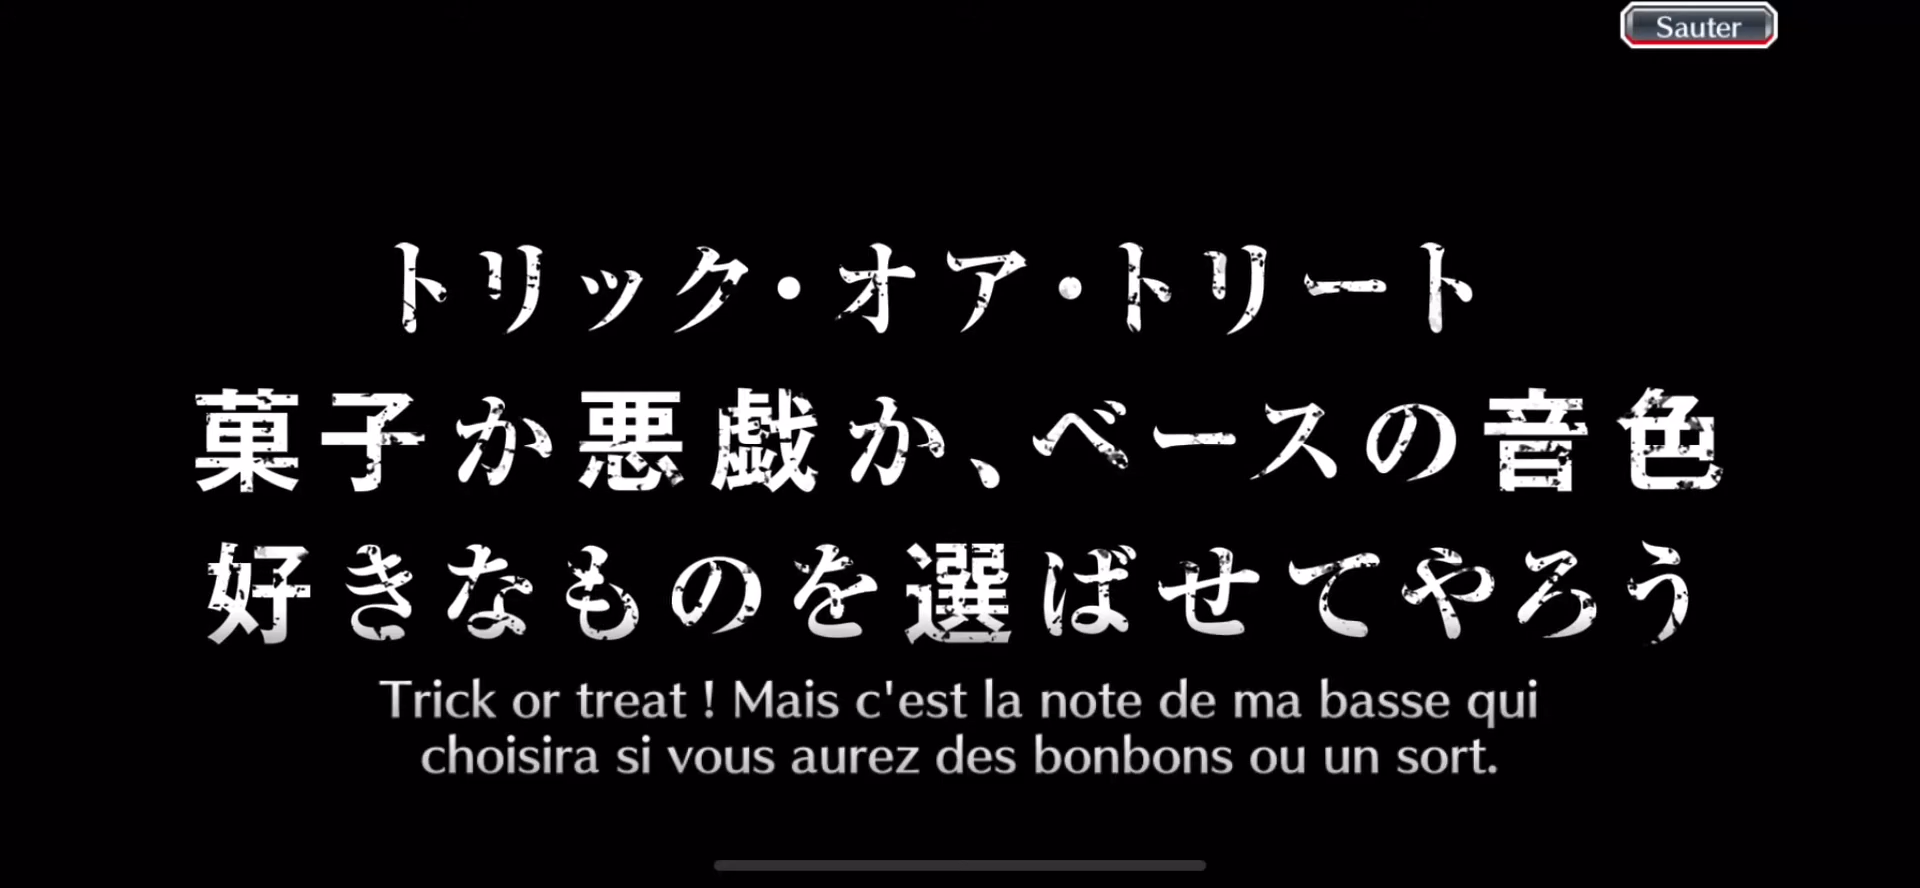 Sauter
トリック・オア・トリート
菓子か悪戯か、ベースの音色
好きなものを選ばせてやろう
Trick or treat ! Mais c'est la note de ma basse qui
choisira si vous aurez des bonbons ou un sort.